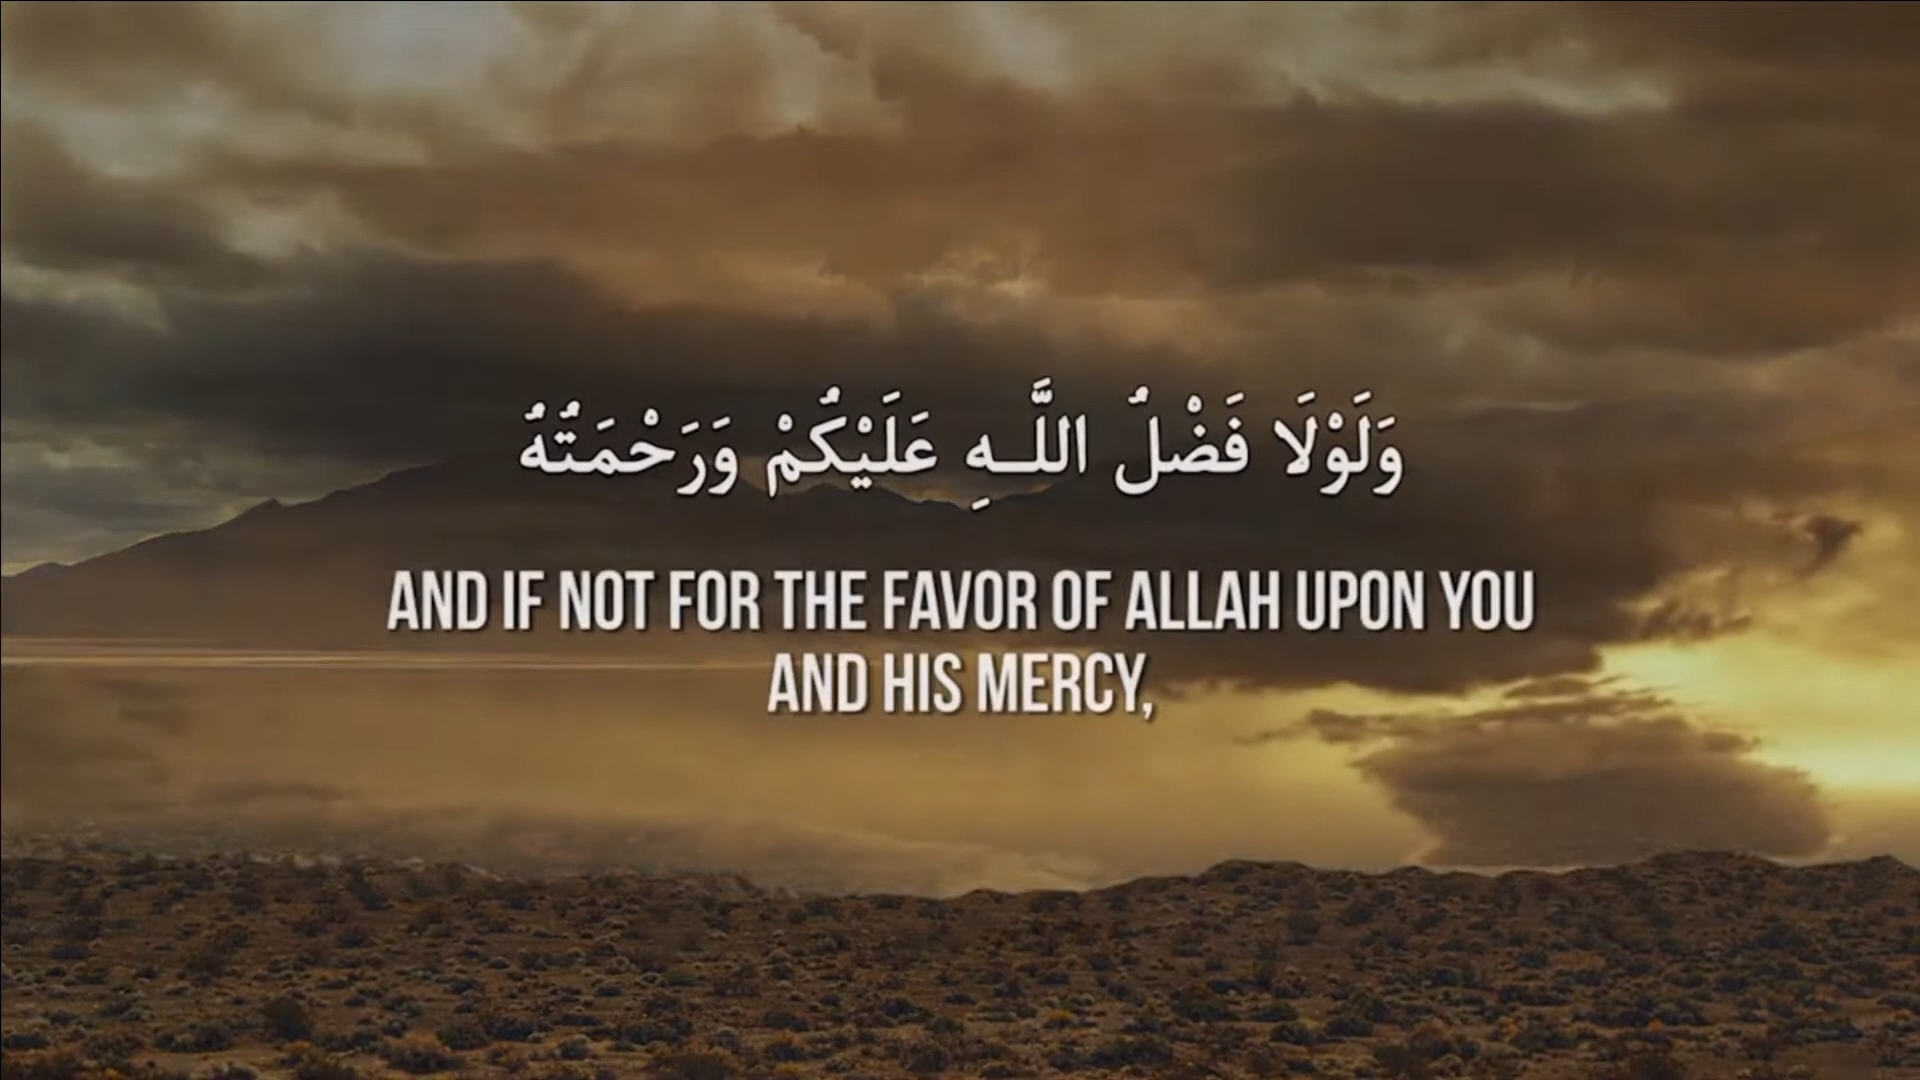 وَلَوْلَا فَضْلُ اللَّـهِ عَلَيْكُمْ وَرَحْمَتُهُ
AND IF NOT FOR THE FAVOR OF ALLAH UPON YOU
AND HIS MERCY,